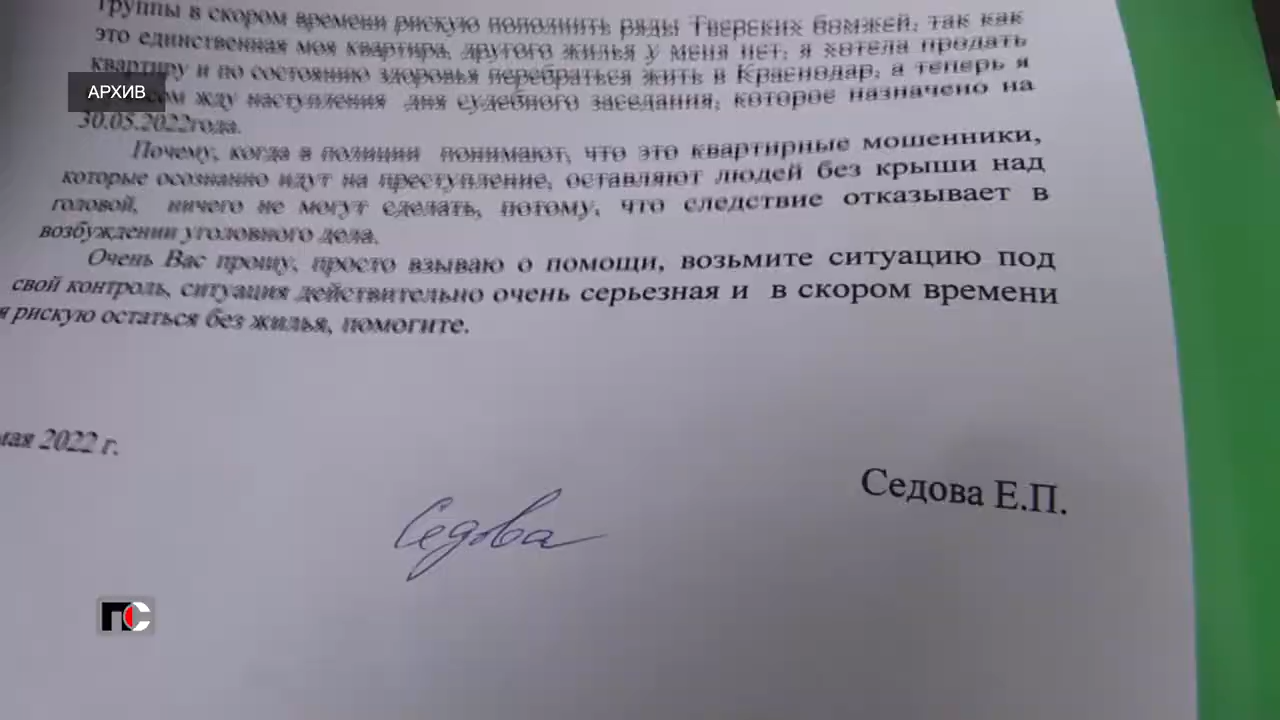 группы в скором времени рискую пополнить ряды Тверских бомжей, так как
это единственная моя квартира, другого жилья у меня нет, я хотела продать
квартиру и по состоянию здоровья перебраться жить в Краснодар, а теперь я
жду наступления дня судебного заседания, которое назначено на
30.05.2022года.
Почему, когда в полиции понимают, что это квартирные мошенники,
которые осознанно идут на преступление, оставляют людей без крыши над
головой, ничего не могут сделать, потому, что следствие отказывает в
возбуждении уголовного дела.
Очень Вас прошу, просто взываю о помощи, возьмите ситуацию под
свой контроль, ситуация действительно очень серьезная и в скором времени
я рискую остаться без жилья, помогите.
мая 2022 г.
Седова Е.П.
Седова
АРХИВ
ПС